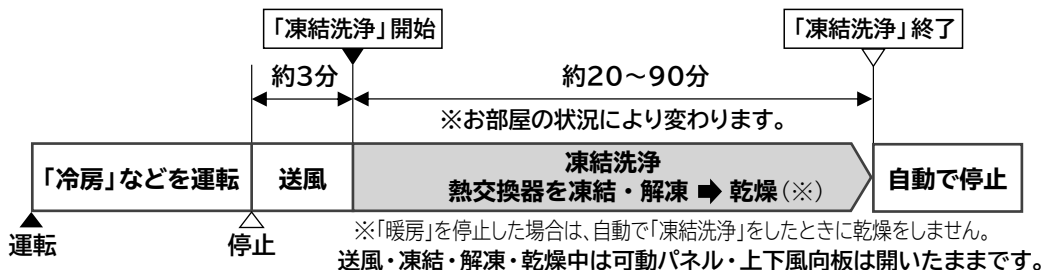 「凍結洗浄」開始
「凍結洗浄」終了
約3分
約20～90分
※お部屋の状況により変わります。
「冷房」などを運転
送風
凍結洗浄
熱交換器を凍結・解凍➡乾燥(※)
自動で停止
運転
停止
※「暖房」を停止した場合は、自動で「凍結洗浄」をしたときに乾燥をしません。
送風・凍結・解凍・乾燥中は可動パネル・上下風向板は開いたままです。